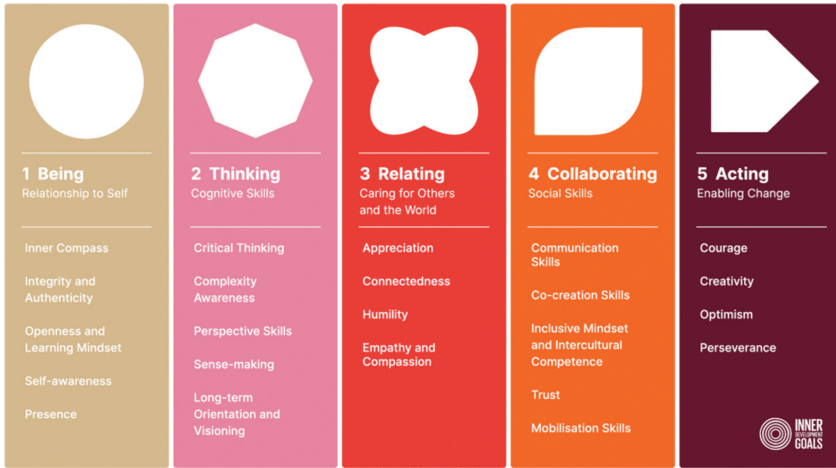 1 Being
Relationship to Self
Inner Compass
Integrity and
Authenticity
Openness and
Learning Mindset
Self-awareness
Presence
2 Thinking
Cognitive Skills
Critical Thinking
Complexity
Awareness
Perspective Skills
Sense-making
Long-term
Orientation and
Visioning
3 Relating
Caring for Others
and the World
Appreciation
Connectedness
Humility
Empathy and
Compassion
4 Collaborating
Social Skills
Communication
Skills
Co-creation Skills
Inclusive Mindset
and Intercultural
Competence
Trust
Mobilisation Skills
5 Acting
Enabling Change
Courage
Creativity
Optimism
Perseverance
INNER
DEVELOPMENT
GOALS